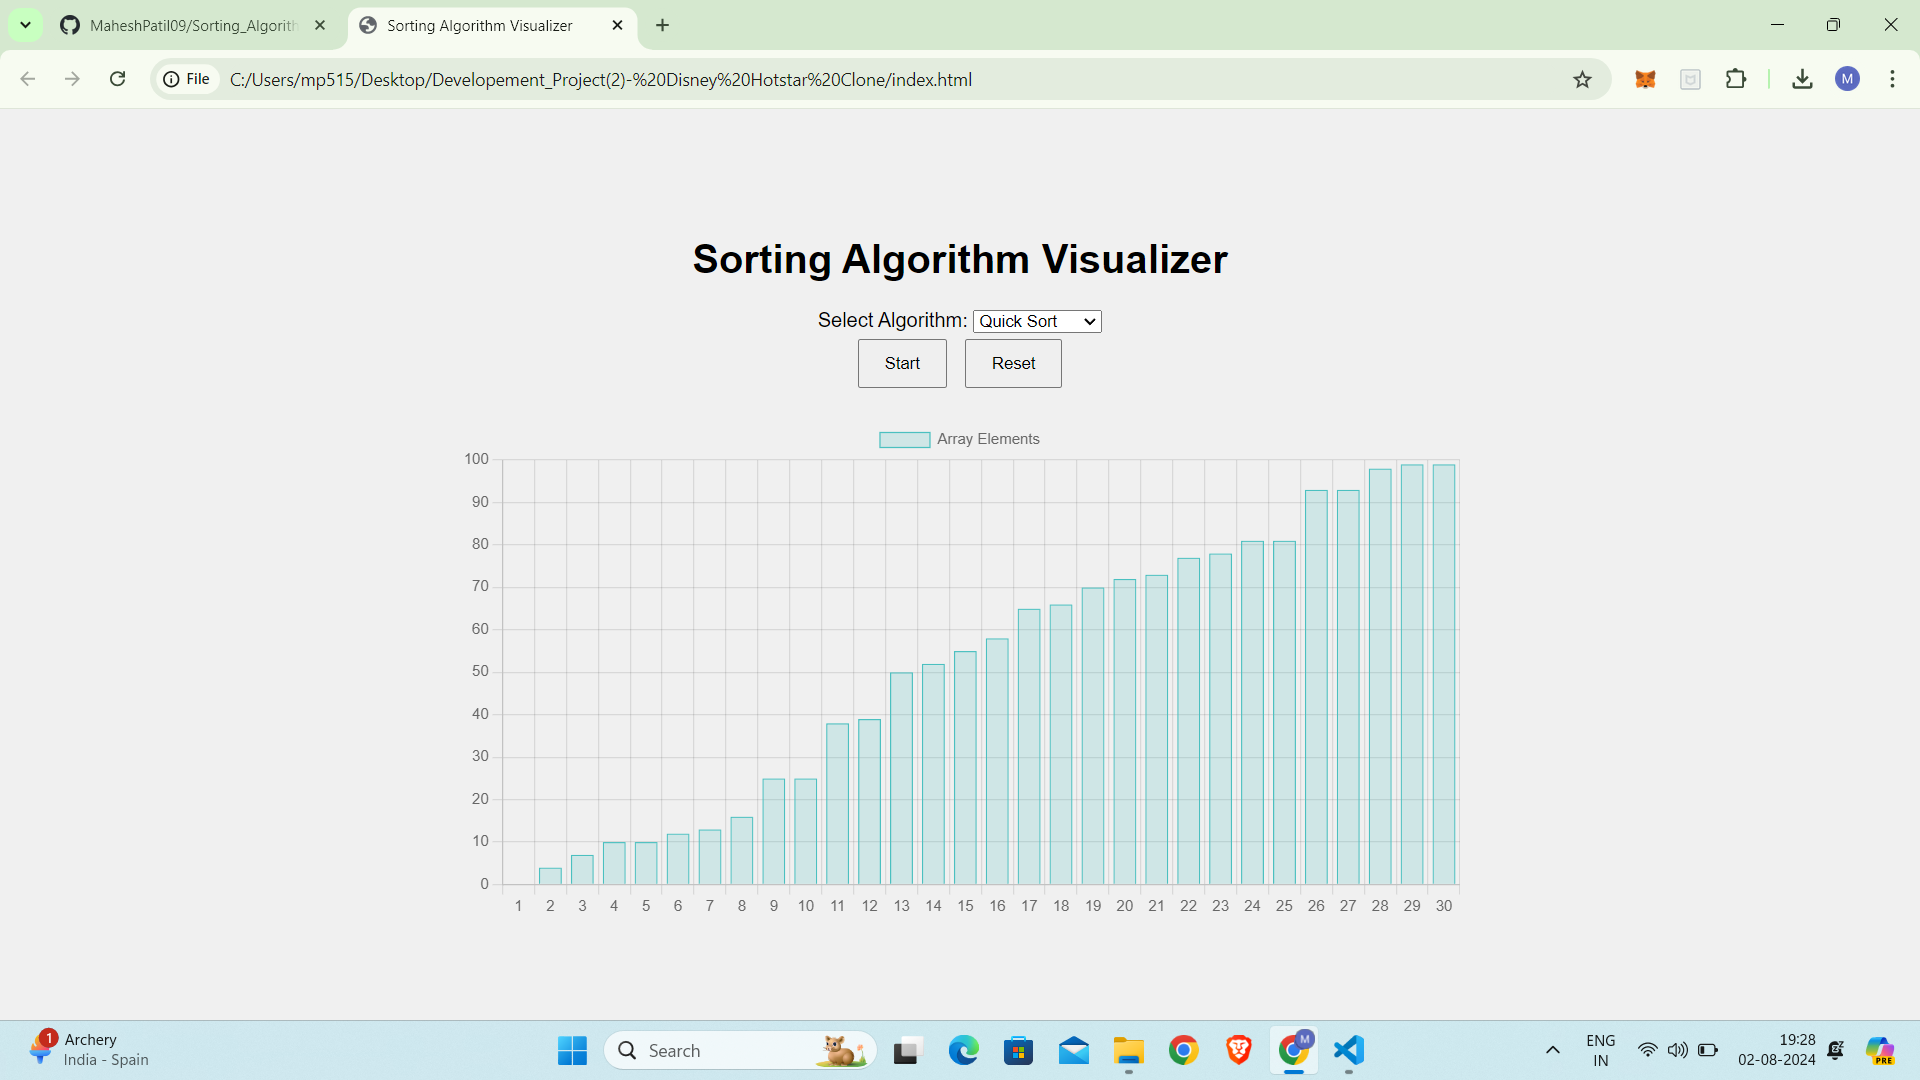 MaheshPatil09/Sorting_Algorith
Sorting Algorithm Visualizer
File
C:/Users/mp515/Desktop/Developement_Project(2)-%20Disney%20Hotstar%20Clone/index.html
M
Sorting Algorithm Visualizer
Select Algorithm: Quick Sort
Start Reset
Array Elements
100
90
80
70
60
50
40
30
20
10
0
1 2 3 4 5 6 7 8 9 10 11 12 13 14 15 16 17 18 19 20 21 22 23 24 25 26 27 28 29 30
1
Archery
India - Spain
Search
M
ENG
IN
19:28
02-08-2024
PRE